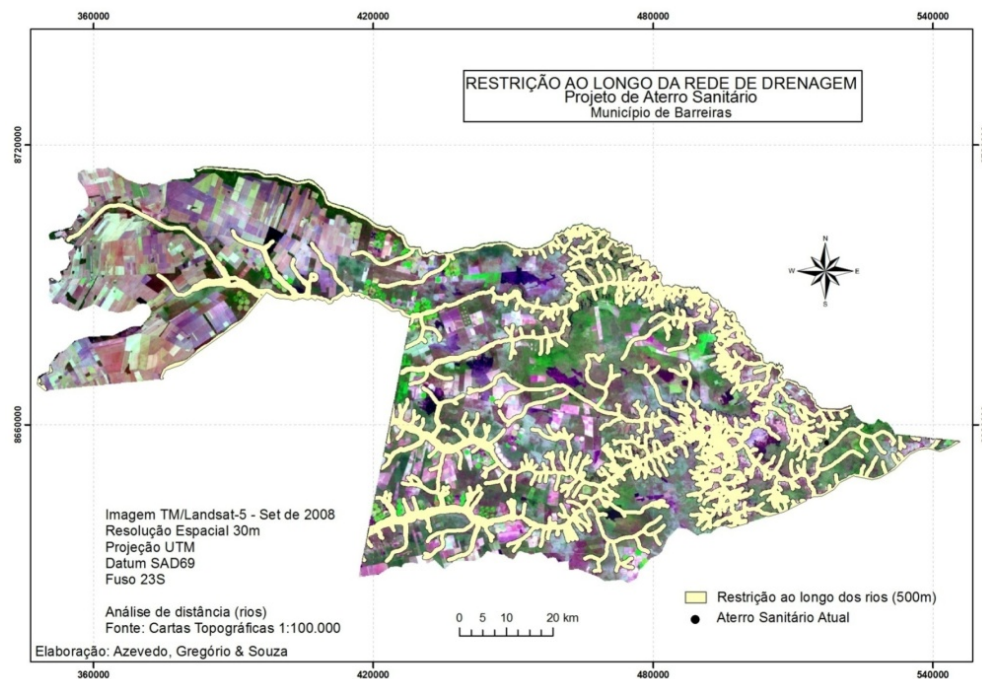 360000 420000 480000 540000
RESTRIÇÃO AO LONGO DA REDE DE DRENAGEM
Projeto de Aterro Sanitário
Município de Barreiras
8720000
N
W E
S
8660000
Imagem TM/Landsat-5 - Set de 2008
Resolução Espacial 30m
Projeção UTM
Datum SAD69
Fuso 23S
Análise de distância (rios)
Fonte: Cartas Topográficas 1:100.000
Elaboração: Azevedo, Gregório & Souza
0 5 10 20 km
Restrição ao longo dos rios (500m)
Aterro Sanitário Atual
360000 420000 480000 540000